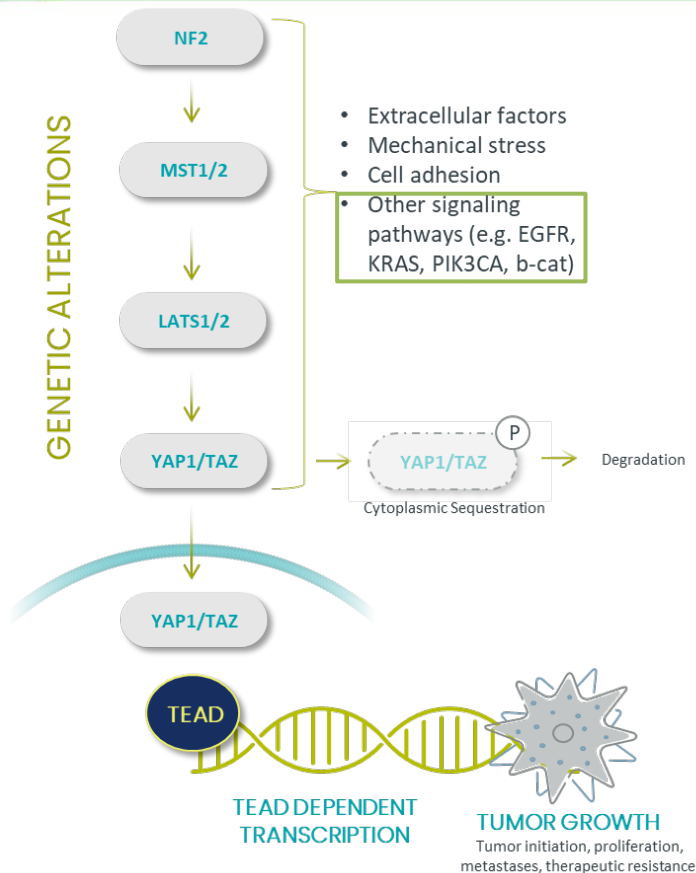 GENETIC ALTERATIONS
NF2
MST1/2
LATS1/2
YAP1/TAZ
• Extracellular factors
• Mechanical stress
• Cell adhesion
• Other signaling
pathways (e.g. EGFR,
KRAS, PIK3CA, b-cat)
P
YAP1/TAZ
Cytoplasmic Sequestration
Degradation
YAP1/TAZ
TEAD
TEAD DEPENDENT
TRANSCRIPTION
TUMOR GROWTH
Tumor initiation, proliferation,
metastases, therapeutic resistance